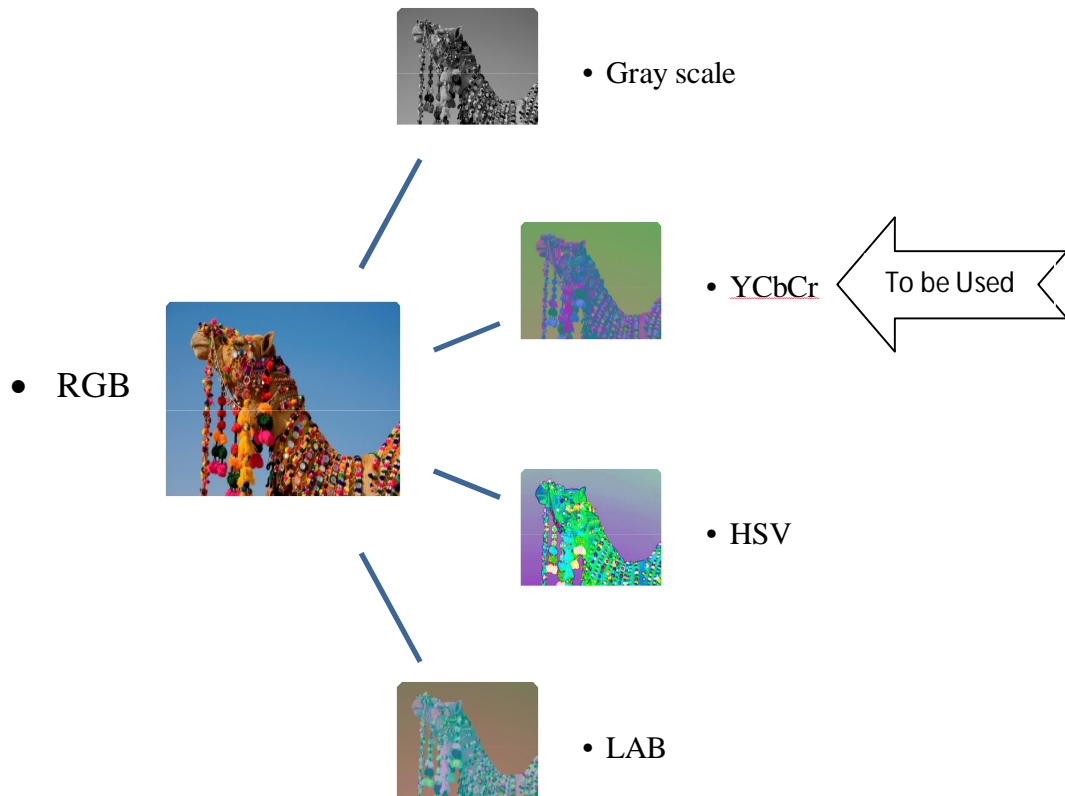 • Gray scale
• YCbCr
To be Used
• RGB
• HSV
• LAB